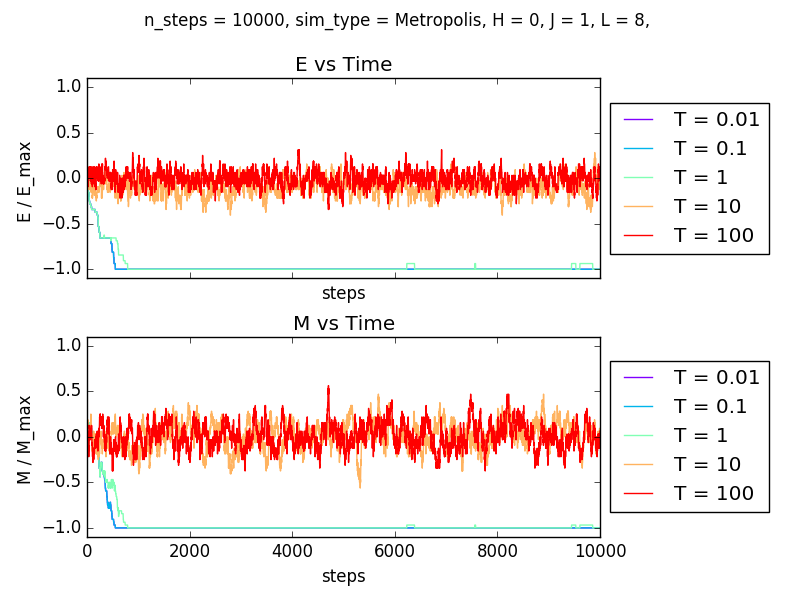 n_steps = 10000, sim_type = Metropolis, H = 0, J = 1, L = 8,
E vs Time
1.0
0.5
0.0
−0.5
−1.0
E / E_max
steps
T = 0.01
T = 0.1
T = 1
T = 10
T = 100
M vs Time
1.0
0.5
0.0
−0.5
−1.0
M / M_max
0
2000
4000
6000
8000
10000
steps
T = 0.01
T = 0.1
T = 1
T = 10
T = 100